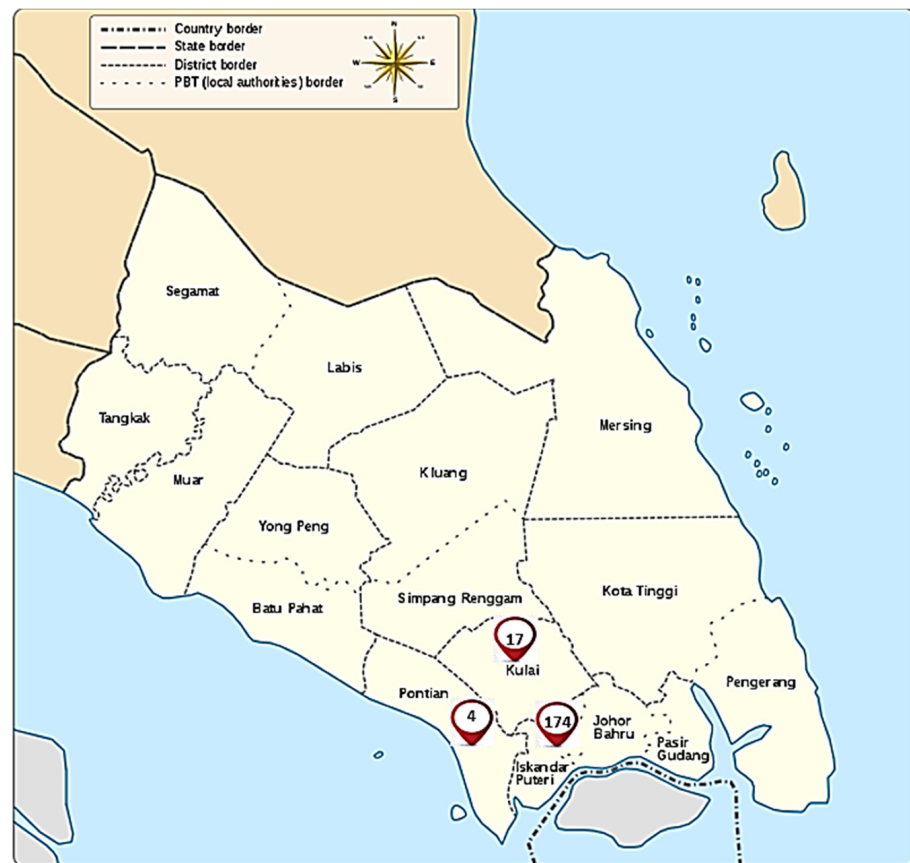 Country border
State border
District border
PBT (local authorities) border
N
W
E
S
Segamat
Labis
Tangkak
Mersing
Muar
Kluang
Yong Peng
Kota Tinggi
Simpang Renggam
Batu Pahat
17
Kulai
Pengerang
Pontian
4
174
Johor
Bahru
Pasir
Gudang
Iskandar
Puteri